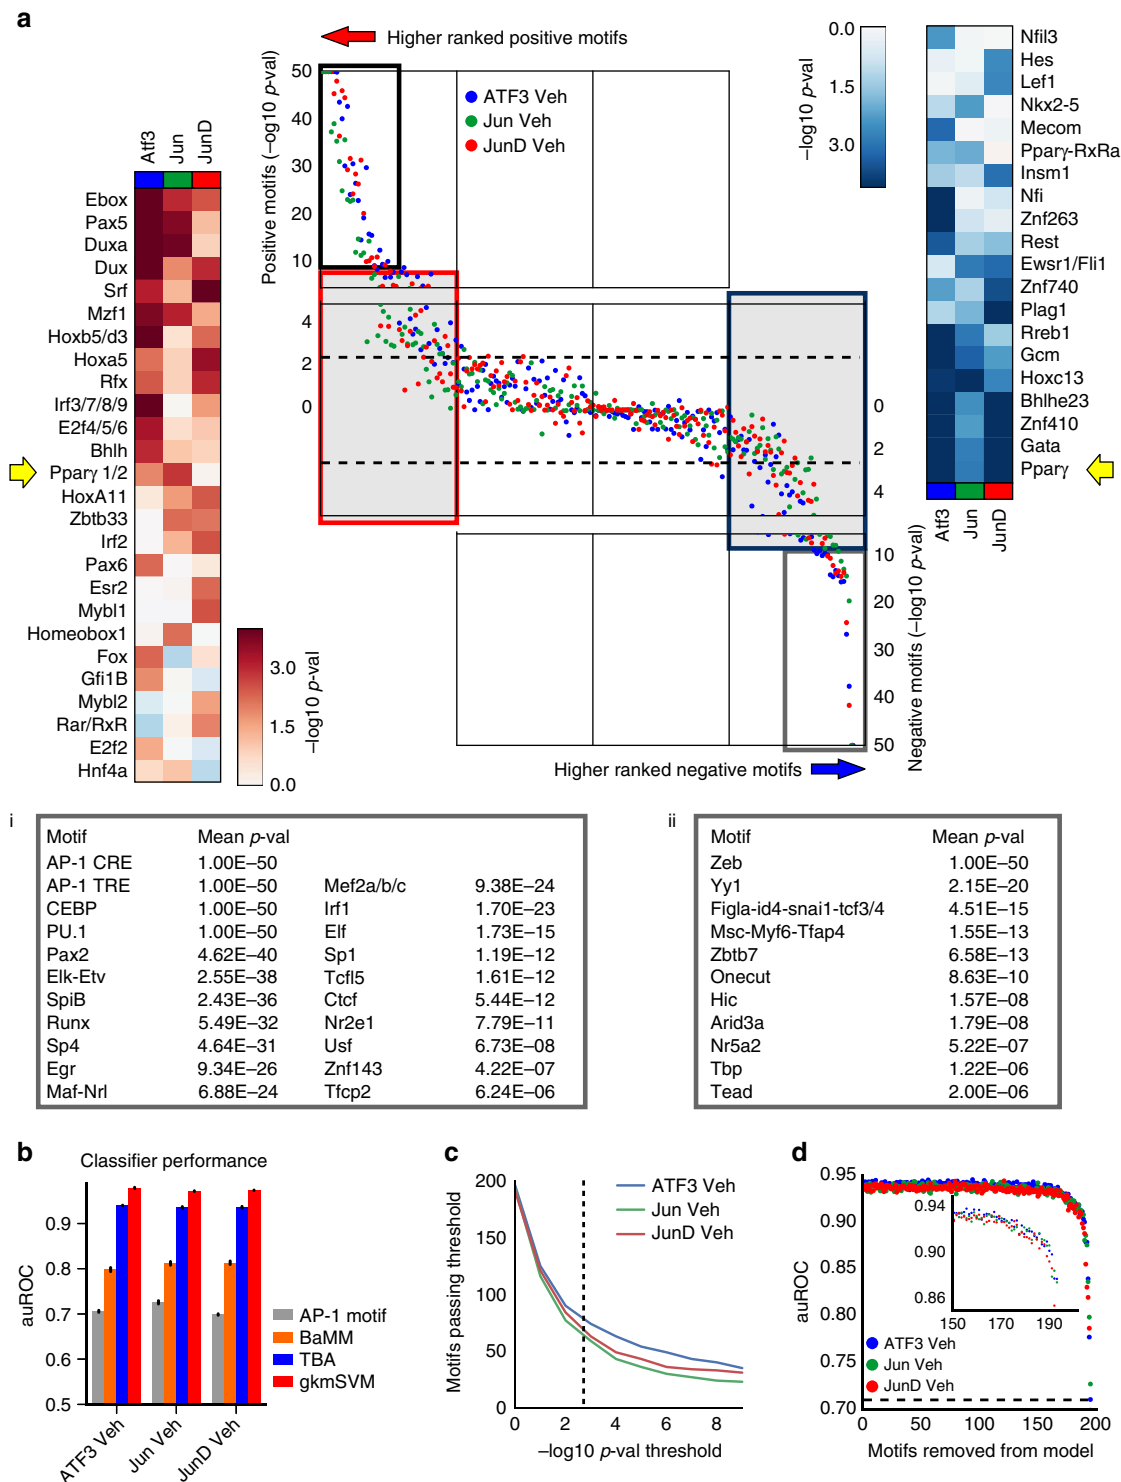 a
Higher ranked positive motifs
Positive motifs (–og10 p-val)
50
40
30
20
10
4
2
0
ATF3 Veh
Jun Veh
JunD Veh
0
2
4
10
20
30
40
50
Negative motifs (–log10 p-val)
Higher ranked negative motifs
Atf3
Jun
JunD
Ebox
Pax5
Duxa
Dux
Srf
Mzf1
Hoxb5/d3
Hoxa5
Rfx
Irf3/7/8/9
E2f4/5/6
Bhlh
Pparγ 1/2
HoxA11
Zbtb33
Irf2
Pax6
Esr2
Mybl1
Homeobox1
Fox
Gfi1B
Mybl2
Rar/RxR
E2f2
Hnf4a
3.0
1.5
0.0
–log10 p-val
0.0
1.5
3.0
–log10 p-val
Nfil3
Hes
Lef1
Nkx2-5
Mecom
Pparγ-RxRa
Insm1
Nfi
Znf263
Rest
Ewsr1/Fli1
Znf740
Plag1
Rreb1
Gcm
Hoxc13
Bhlhe23
Znf410
Gata
Pparγ
Atf3
Jun
JunD
i
Motif Mean p-val
AP-1 CRE 1.00E–50
AP-1 TRE 1.00E–50 Mef2a/b/c 9.38E–24
CEBP 1.00E–50 Irf1 1.70E–23
PU.1 1.00E–50 Elf 1.73E–15
Pax2 4.62E–40 Sp1 1.19E–12
Elk-Etv 2.55E–38 Tcfl5 1.61E–12
SpiB 2.43E–36 Ctcf 5.44E–12
Runx 5.49E–32 Nr2e1 7.79E–11
Sp4 4.64E–31 Usf 6.73E–08
Egr 9.34E–26 Znf143 4.22E–07
Maf-Nrl 6.88E–24 Tfcp2 6.24E–06
ii
Motif Mean p-val
Zeb 1.00E–50
Yy1 2.15E–20
Figla-id4-snai1-tcf3/4 4.51E–15
Msc-Myf6-Tfap4 1.55E–13
Zbtb7 6.58E–13
Onecut 8.63E–10
Hic 1.57E–08
Arid3a 1.79E–08
Nr5a2 5.22E–07
Tbp 1.22E–06
Tead 2.00E–06
b
Classifier performance
auROC
0.9
0.8
0.7
0.6
0.5
ATF3 Veh
Jun Veh
JunD Veh
AP-1 motif
BaMM
TBA
gkmSVM
c
Motifs passing threshold
200
150
100
50
0
0 2 4 6 8
–log10 p-val threshold
ATF3 Veh
Jun Veh
JunD Veh
d
auROC
0.95
0.90
0.85
0.80
0.75
0.70
0.94
0.90
0.86
150 170 190
ATF3 Veh
Jun Veh
JunD Veh
0 50 100 150 200
Motifs removed from model